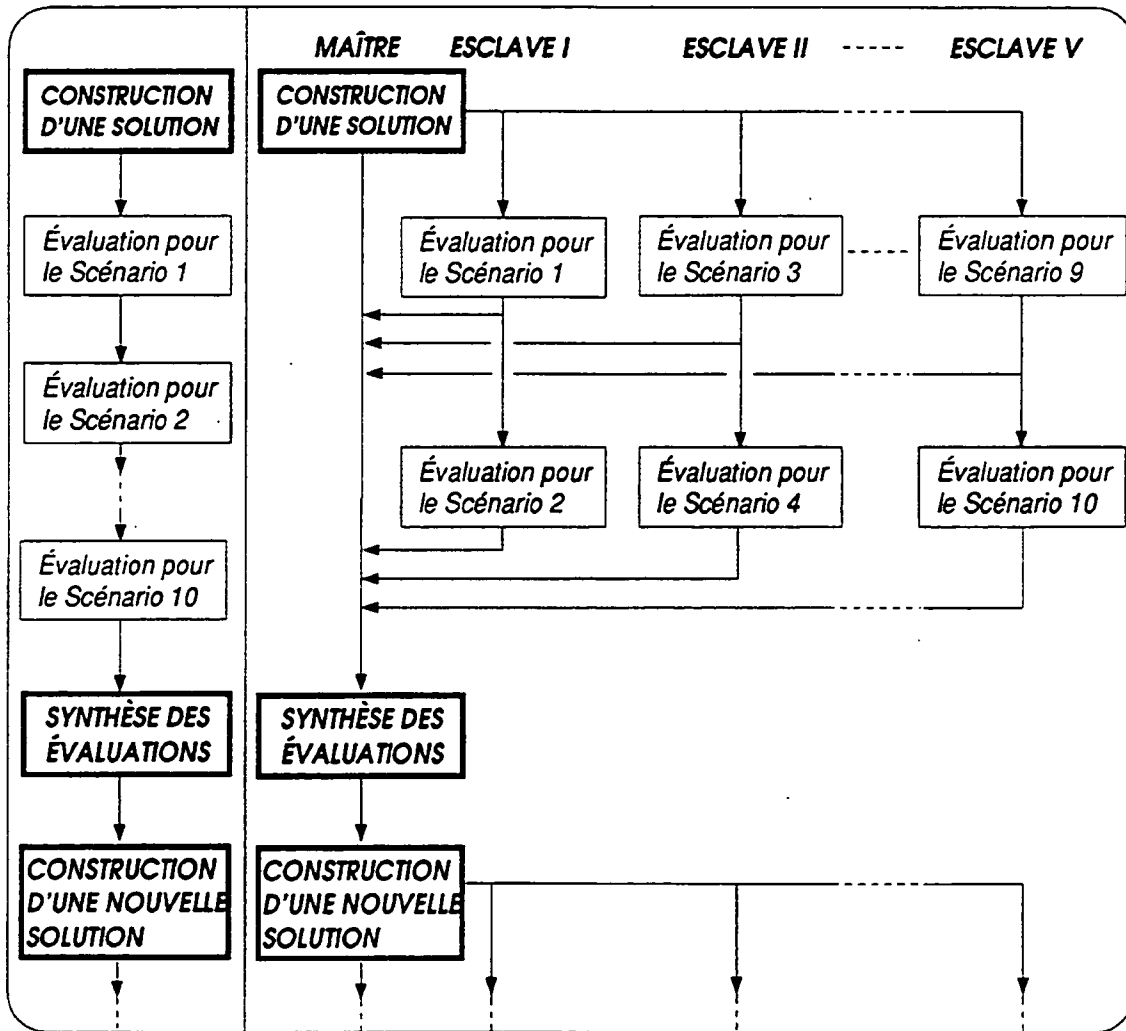 MAÎTRE ESCLAVE I ESCLAVE II ESCLAVE V
CONSTRUCTION
D'UNE SOLUTION
Évaluation pour
le Scénario 1
Évaluation pour
le Scénario 2
Évaluation pour
le Scénario 10
SYNTHÈSE DES
ÉVALUATIONS
CONSTRUCTION
D'UNE NOUVELLE
SOLUTION
CONSTRUCTION
D'UNE SOLUTION
Évaluation pour
le Scénario 1
Évaluation pour
le Scénario 3
Évaluation pour
le Scénario 9
Évaluation pour
le Scénario 2
Évaluation pour
le Scénario 4
Évaluation pour
le Scénario 10
SYNTHÈSE DES
ÉVALUATIONS
CONSTRUCTION
D'UNE NOUVELLE
SOLUTION